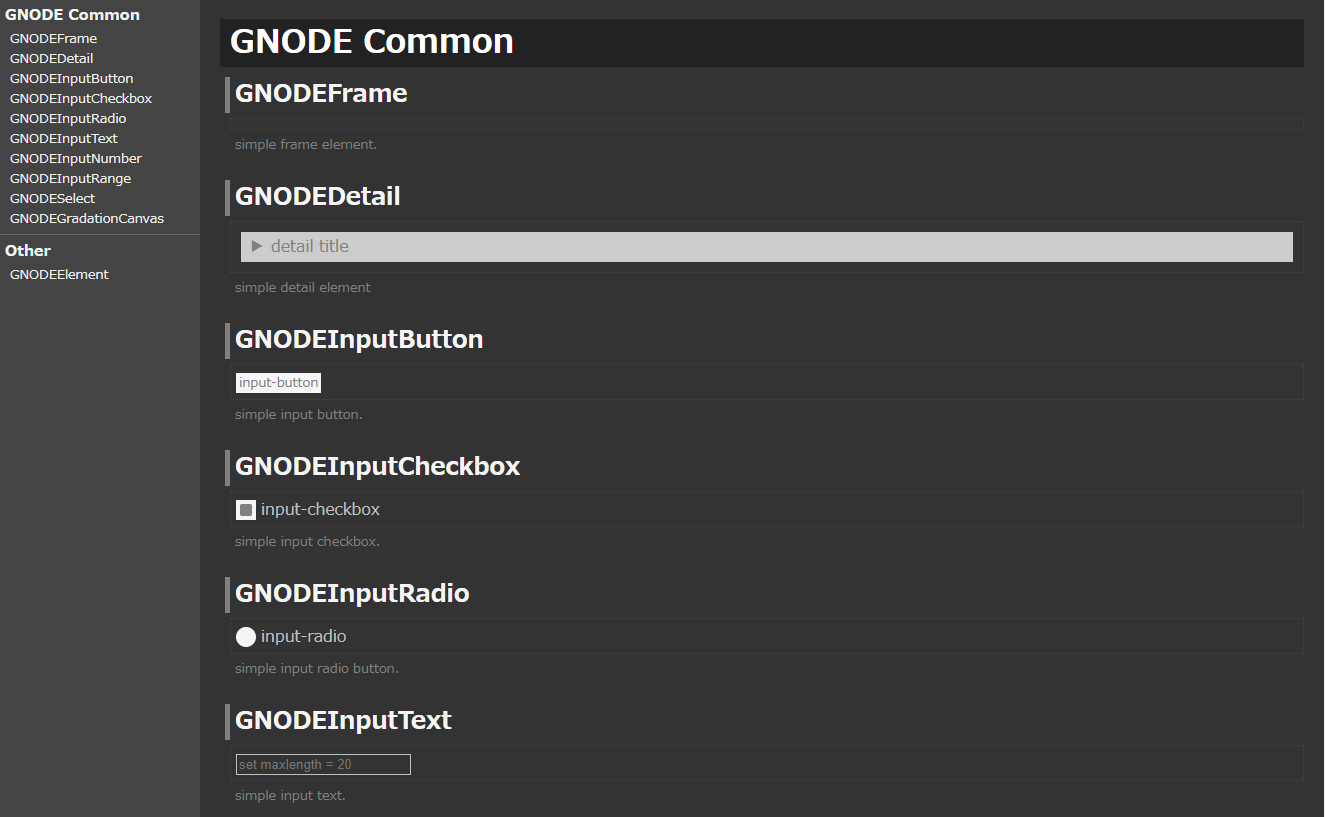 GNODE Common
GNODEFrame
GNODEDetail
GNODEInputButton
GNODEInputCheckbox
GNODEInputRadio
GNODEInputText
GNODEInputNumber
GNODEInputRange
GNODESelect
GNODEGradationCanvas
Other
GNODEElement
GNODE Common
GNODEFrame
simple frame element.
GNODEDetail
detail title
simple detail element
GNODEInputButton
input-button
simple input button.
GNODEInputCheckbox
input-checkbox
simple input checkbox.
GNODEInputRadio
input-radio
simple input radio button.
GNODEInputText
set maxlength = 20
simple input text.